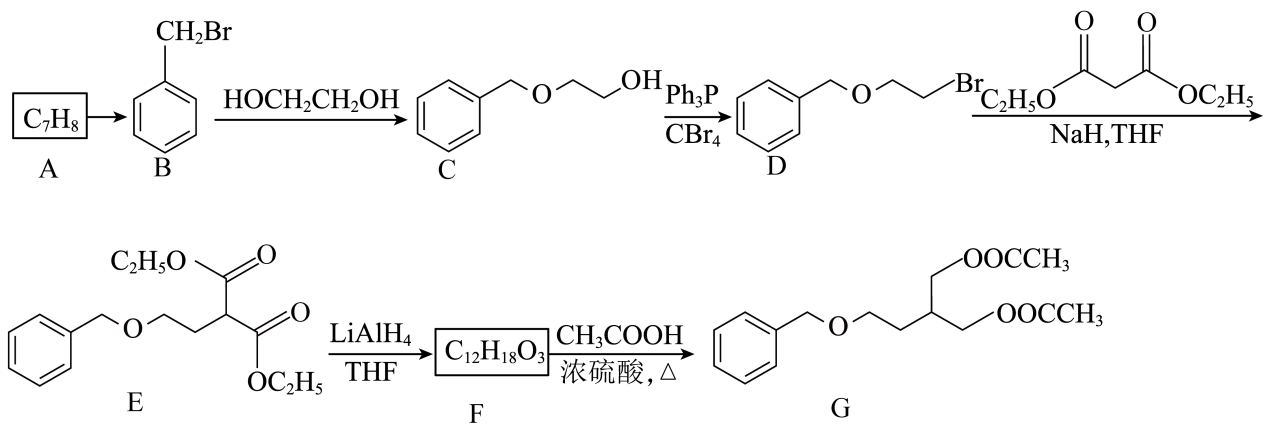 CH₂Br
C₇H₈
A
B
HOCH₂CH₂OH
O
OH
C
Ph₃P
CBr₄
O
Br
D
O
O
C₂H₅O
OC₂H₅
NaH,THF
C₂H₅O
O
O
O
OC₂H₅
E
LiAlH₄
THF
C₁₂H₁₈O₃
F
CH₃COOH
浓硫酸,△
OOCCH₃
OOCCH₃
O
G